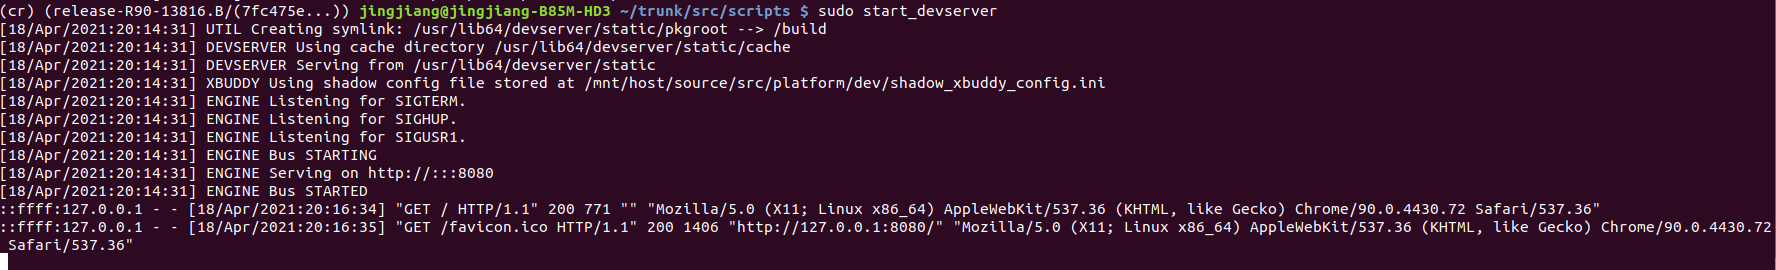 (cr) (release-R90-13816.B/(7fc475e...)) jingjiang@jingjiang-B85M-HD3 ~/trunk/src/scripts $ sudo start_devserver
[18/Apr/2021:20:14:31] UTIL Creating symlink: /usr/lib64/devserver/static/pkgroot --> /build
[18/Apr/2021:20:14:31] DEVSERVER Using cache directory /usr/lib64/devserver/static/cache
[18/Apr/2021:20:14:31] DEVSERVER Serving from /usr/lib64/devserver/static
[18/Apr/2021:20:14:31] XBUDDY Using shadow config file stored at /mnt/host/source/src/platform/dev/shadow_xbuddy_config.ini
[18/Apr/2021:20:14:31] ENGINE Listening for SIGTERM.
[18/Apr/2021:20:14:31] ENGINE Listening for SIGHUP.
[18/Apr/2021:20:14:31] ENGINE Listening for SIGUSR1.
[18/Apr/2021:20:14:31] ENGINE Bus STARTING
[18/Apr/2021:20:14:31] ENGINE Serving on http://:::8080
[18/Apr/2021:20:14:31] ENGINE Bus STARTED
::ffff:127.0.0.1 - - [18/Apr/2021:20:16:34] "GET / HTTP/1.1" 200 771 "" "Mozilla/5.0 (X11; Linux x86_64) AppleWebKit/537.36 (KHTML, like Gecko) Chrome/90.0.4430.72 Safari/537.36"
::ffff:127.0.0.1 - - [18/Apr/2021:20:16:35] "GET /favicon.ico HTTP/1.1" 200 1406 "http://127.0.0.1:8080/" "Mozilla/5.0 (X11; Linux x86_64) AppleWebKit/537.36 (KHTML, like Gecko) Chrome/90.0.4430.72
Safari/537.36"